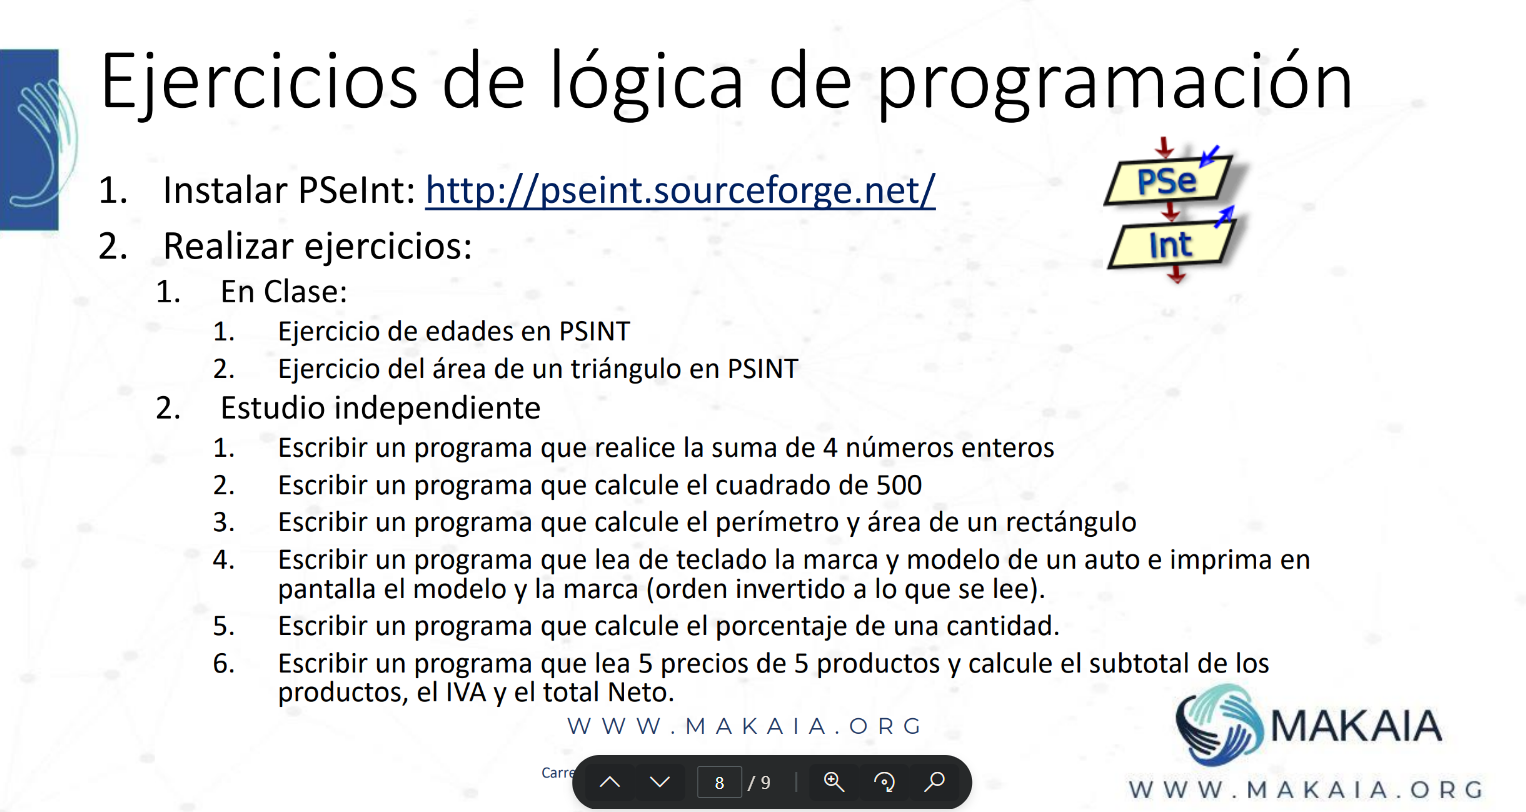 Ejercicios de lógica de programación
1. Instalar PSeInt: http://pseint.sourceforge.net/
PSe
Int
2. Realizar ejercicios:
1. En Clase:
1. Ejercicio de edades en PSINT
2. Ejercicio del área de un triángulo en PSINT
2. Estudio independiente
1. Escribir un programa que realice la suma de 4 números enteros
2. Escribir un programa que calcule el cuadrado de 500
3. Escribir un programa que calcule el perímetro y área de un rectángulo
4. Escribir un programa que lea de teclado la marca y modelo de un auto e imprima en
pantalla el modelo y la marca (orden invertido a lo que se lee).
5. Escribir un programa que calcule el porcentaje de una cantidad.
6. Escribir un programa que lea 5 precios de 5 productos y calcule el subtotal de los
productos, el IVA y el total Neto.
WWW.MAKAIA.ORG
MAKAIA
WWW.MAKAIA.ORG
8 / 9